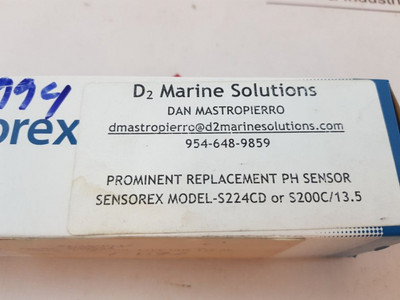 994
orex
D2 Marine Solutions
DAN MASTROPIERRO
dmastropierro@d2marinesolutions.com
954-648-9859
PROMINENT REPLACEMENT PH SENSOR
SENSOREX MODEL-S224CD or S200C/13.5